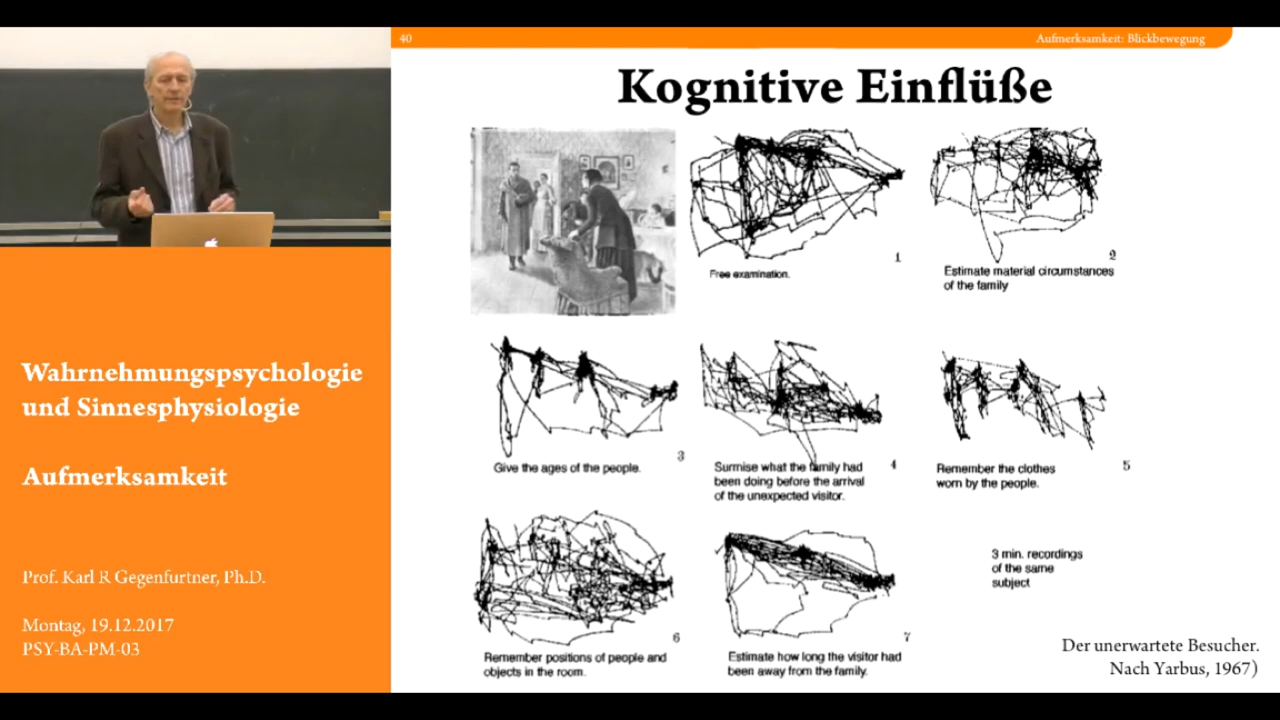 40
Aufmerksamkeit: Blickbewegung
Kognitive Einflüße
1
Free examination.
2
Estimate material circumstances
of the family
3
Give the ages of the people.
4
Surmise what the family had
been doing before the arrival
of the unexpected visitor.
5
Remember the clothes
worn by the people.
6
Remember positions of people and
objects in the room.
7
Estimate how long the visitor had
been away from the family.
3 min. recordings
of the same
subject
Der unerwartete Besucher.
Nach Yarbus, 1967)
Wahrnehmungspsychologie
und Sinnesphysiologie
Aufmerksamkeit
Prof. Karl R Gegenfurtner, Ph.D.
Montag, 19.12.2017
PSY-BA-PM-03